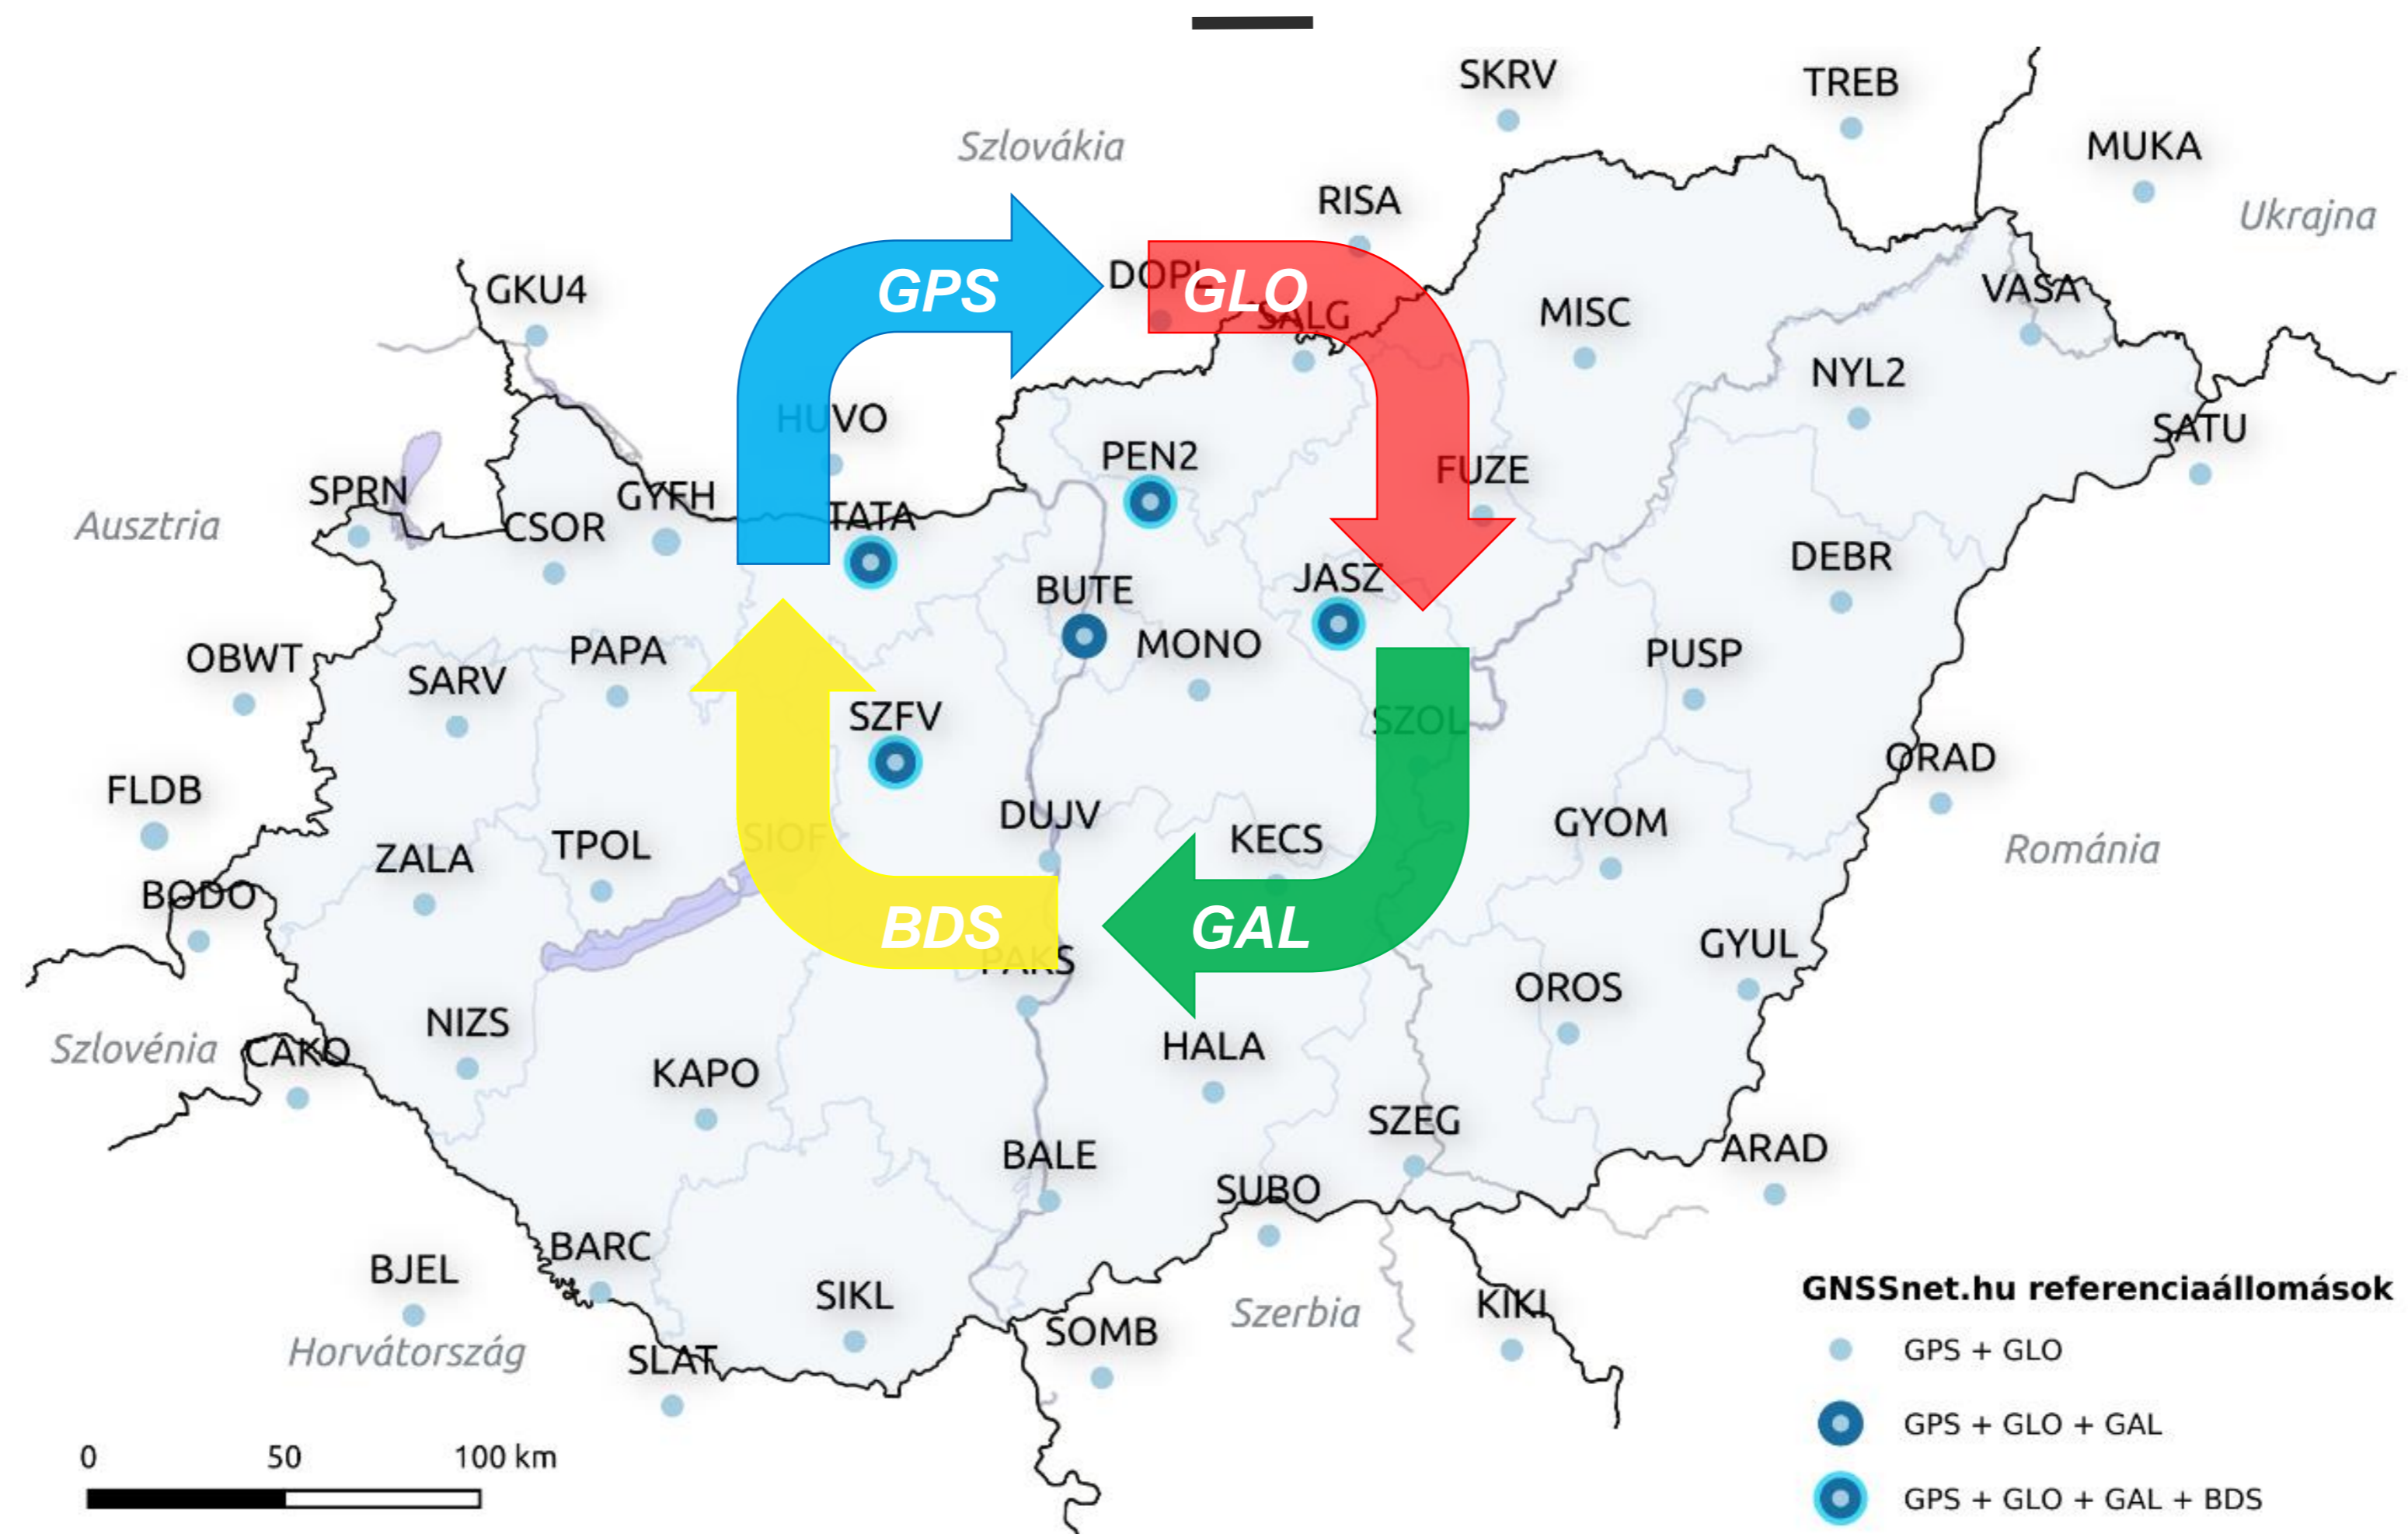 SKRV
TREB
Szlovákia
MUKA
RISA
Ukrajna
GKU4
DOPL
GPS
GLO
SALG
MISC
VASA
NYL2
HUVO
PEN2
SATU
FUZE
SPRN
GYFH
TATA
Ausztria
CSOR
DEBR
JASZ
BUTE
MONO
PUSP
OBWT
PAPA
SARV
SZFV
SZOL
ORAD
FLDB
DUJV
GYOM
SIOF
KECS
TPOL
Románia
ZALA
BODO
BDS
GAL
GYUL
PAKS
OROS
NIZS
HALA
Szlovénia
CAKO
KAPO
SZEG
ARAD
BALE
SUBO
BARC
BJEL
SIKL
KIKI
Szerbia
SOMB
Horvátország
SLAT
GNSSnet.hu referenciaállomások
GPS + GLO
GPS + GLO + GAL
GPS + GLO + GAL + BDS
0 50 100 km